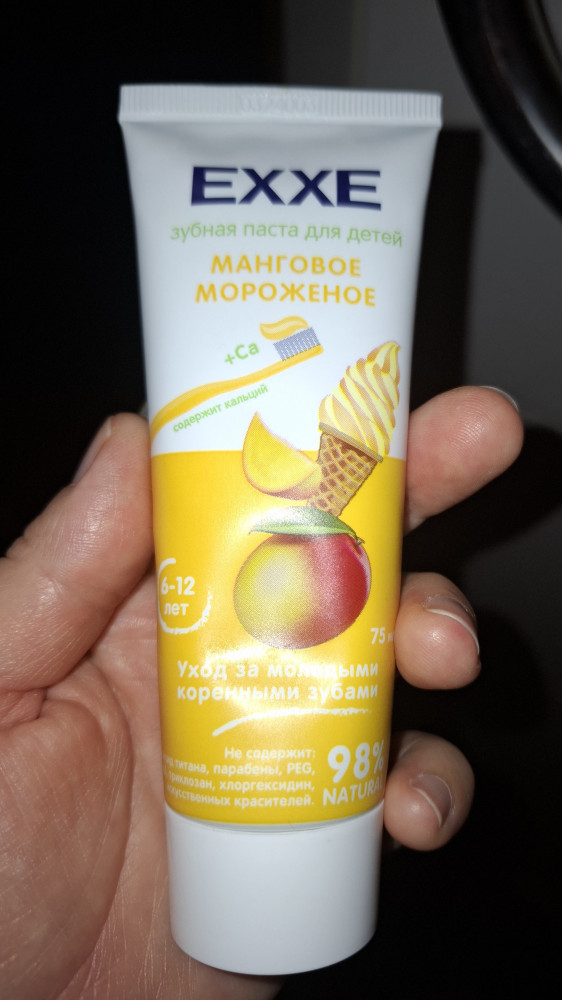 EXXE
зубная паста для детей
МАНГОВОЕ
МОРОЖЕНОЕ
+Ca
содержит кальций
6-12
лет
75
Уход за молодыми
коренными зубами
Не содержит:
титана, парабены, PEG,
триклозан, хлоргексидин,
красителей.
98%
NATURAL